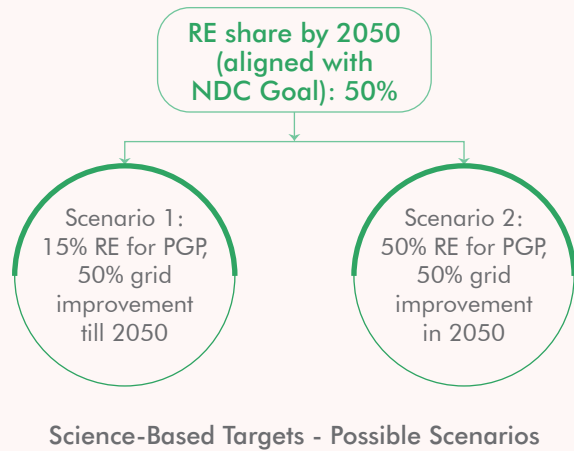 RE share by 2050
(aligned with
NDC Goal): 50%
Scenario 1:
15% RE for PGP,
50% grid
improvement
till 2050
Scenario 2:
50% RE for PGP,
50% grid
improvement
in 2050
Science-Based Targets - Possible Scenarios